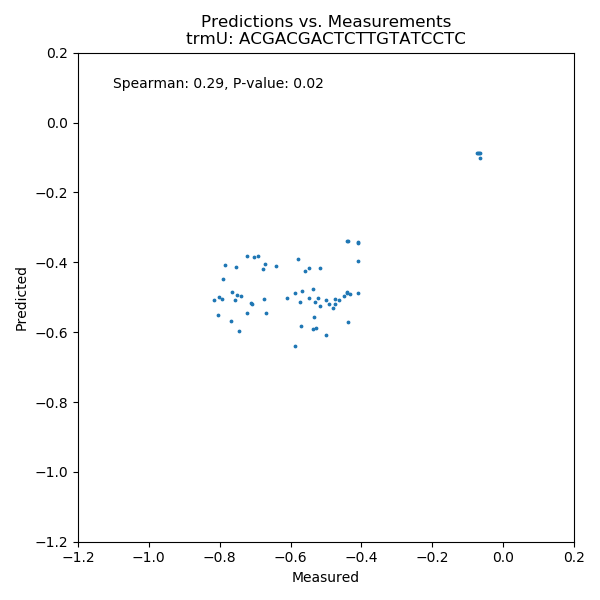 Predictions vs. Measurements
trmU: ACGACGACTCTTGTATCCTC
Spearman: 0.29, P-value: 0.02
0.2
0.0
−0.2
−0.4
−0.6
−0.8
−1.0
−1.2
Predicted
−1.2 −1.0 −0.8 −0.6 −0.4 −0.2 0.0 0.2
Measured